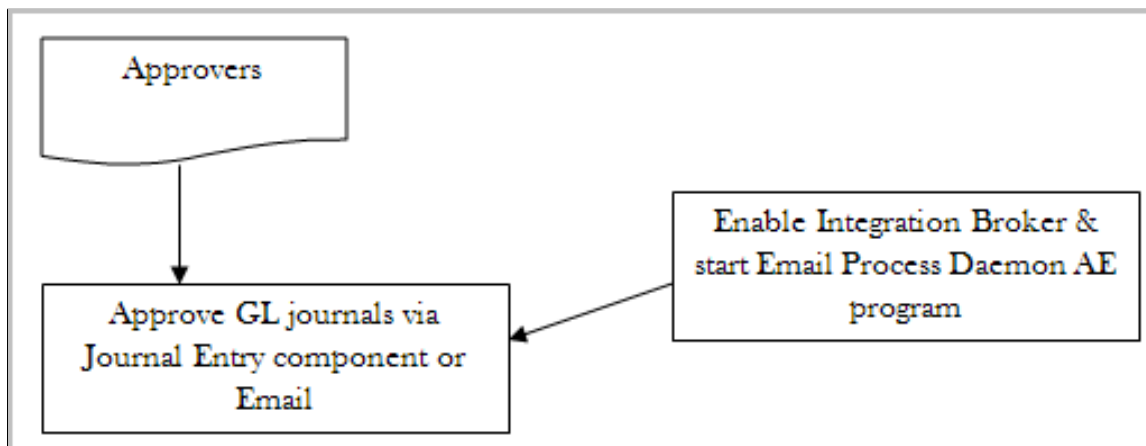 Approvers
Enable Integration Broker &
start Email Process Daemon AE
program
Approve GL journals via
Journal Entry component or
Email